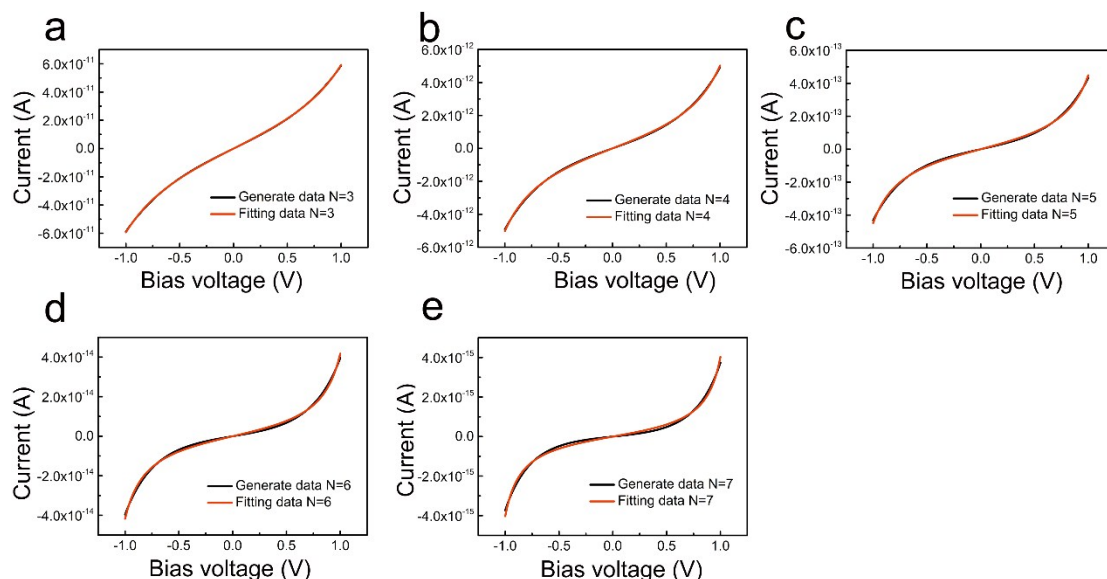 a
6.0x10⁻¹¹
4.0x10⁻¹¹
2.0x10⁻¹¹
0.0
-2.0x10⁻¹¹
-4.0x10⁻¹¹
-6.0x10⁻¹¹
Current (A)
Generate data N=3
Fitting data N=3
-1.0 -0.5 0.0 0.5 1.0
Bias voltage (V)
b
6.0x10⁻¹²
4.0x10⁻¹²
2.0x10⁻¹²
0.0
-2.0x10⁻¹²
-4.0x10⁻¹²
-6.0x10⁻¹²
Current (A)
Generate data N=4
Fitting data N=4
-1.0 -0.5 0.0 0.5 1.0
Bias voltage (V)
c
6.0x10⁻¹³
4.0x10⁻¹³
2.0x10⁻¹³
0.0
-2.0x10⁻¹³
-4.0x10⁻¹³
-6.0x10⁻¹³
Current (A)
Generate data N=5
Fitting data N=5
-1.0 -0.5 0.0 0.5 1.0
Bias voltage (V)
d
4.0x10⁻¹⁴
2.0x10⁻¹⁴
0.0
-2.0x10⁻¹⁴
-4.0x10⁻¹⁴
Current (A)
Generate data N=6
Fitting data N=6
-1.0 -0.5 0.0 0.5 1.0
Bias voltage (V)
e
4.0x10⁻¹⁵
2.0x10⁻¹⁵
0.0
-2.0x10⁻¹⁵
-4.0x10⁻¹⁵
Current (A)
Generate data N=7
Fitting data N=7
-1.0 -0.5 0.0 0.5 1.0
Bias voltage (V)